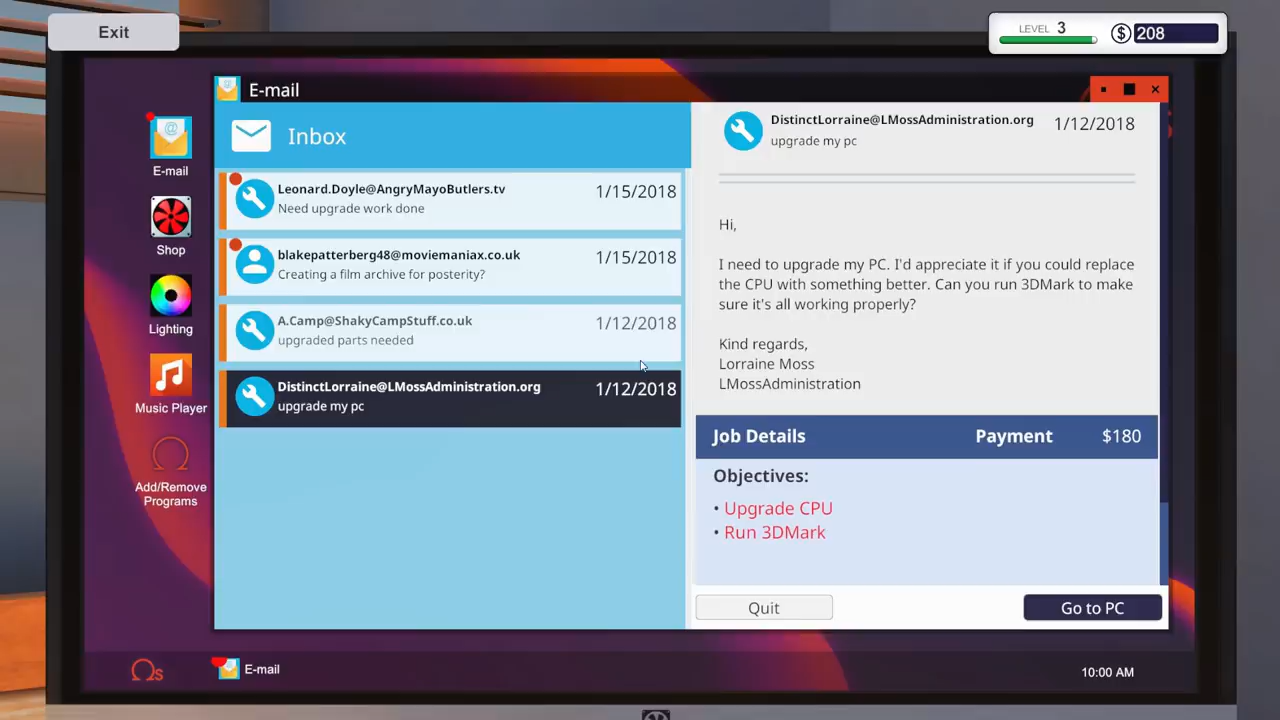 Exit
LEVEL 3
$ 208
E-mail
Shop
Lighting
Music Player
Add/Remove
Programs
E-mail
Inbox
Leonard.Doyle@AngryMayoButlers.tv 1/15/2018
Need upgrade work done
blakepatterberg48@moviemaniax.co.uk 1/15/2018
Creating a film archive for posterity?
A.Camp@ShakyCampStuff.co.uk 1/12/2018
upgraded parts needed
DistinctLorraine@LMossAdministration.org 1/12/2018
upgrade my pc
DistinctLorraine@LMossAdministration.org 1/12/2018
upgrade my pc
Hi,
I need to upgrade my PC. I'd appreciate it if you could replace
the CPU with something better. Can you run 3DMark to make
sure it's all working properly?
Kind regards,
Lorraine Moss
LMossAdministration
Job Details Payment $180
Objectives:
• Upgrade CPU
• Run 3DMark
Quit
Go to PC
Ωs
E-mail
10:00 AM